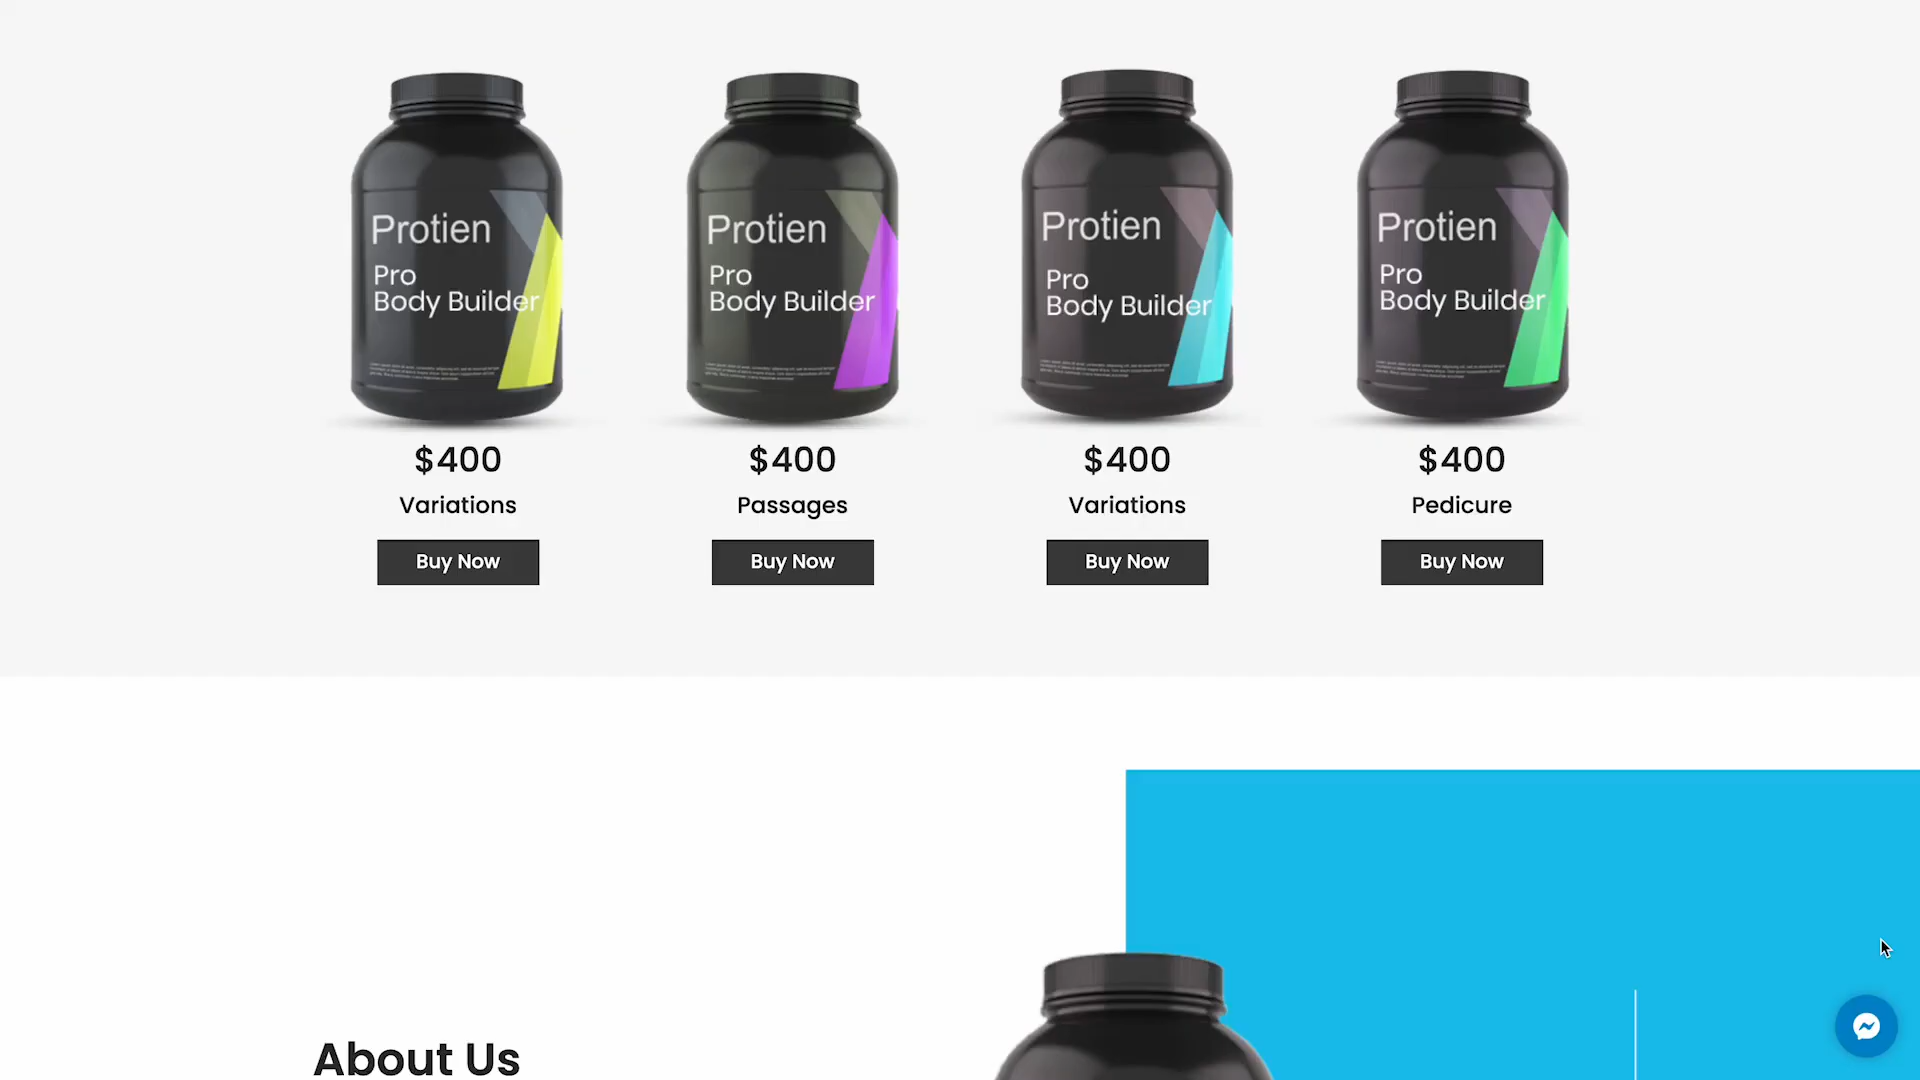 Protien
Pro
Body Builder
Protien
Pro
Body Builder
Protien
Pro
Body Builder
Protien
Pro
Body Builder
$400
$400
$400
$400
Variations
Passages
Variations
Pedicure
Buy Now
Buy Now
Buy Now
Buy Now
About Us